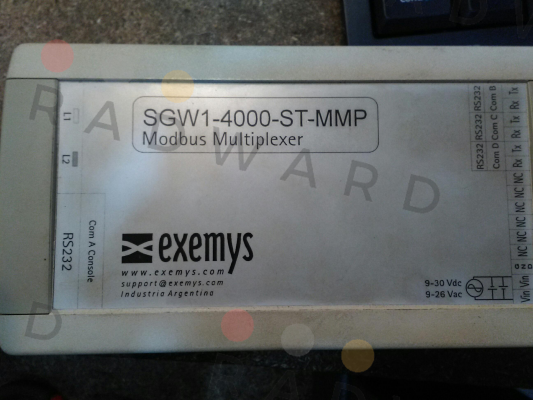 SGW1-4000-ST-MMP
Modbus Multiplexer
L1
L2
Com A Console
RS232
exemys
www.exemys.com
support@exemys.com
Industria Argentina
RS232 RS232 RS232
Com D Com C Com B
Vin Vin GND NC NC NC NC NC NC Rx Tx Rx Tx Rx Tx
9-30 Vdc
9-26 Vac
RADWARD
D